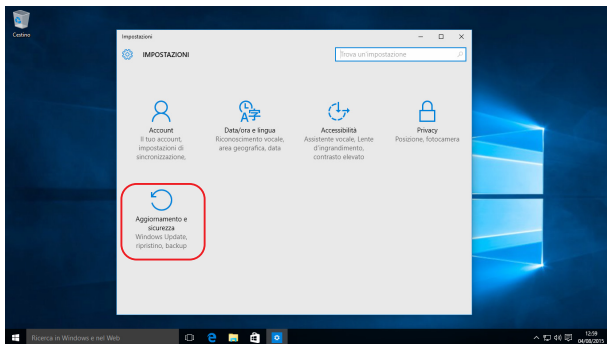 Cestino
Impostazioni
IMPOSTAZIONI
Trova un'impostazione
Account
Il tuo account,
impostazioni di
sincronizzazione,
Data/ora e lingua
Riconoscimento vocale,
area geografica, data
Accessibilità
Assistente vocale, Lente
d'ingrandimento,
contrasto elevato
Privacy
Posizione, fotocamera
Aggiornamento e
sicurezza
Windows Update,
ripristino, backup
Ricerca in Windows e nel Web
12:59
04/08/2015